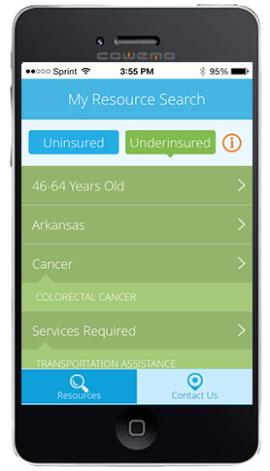 cowemo
Sprint 3:55 PM 95%
My Resource Search
Uninsured Underinsured i
46-64 Years Old
Arkansas
Cancer
COLORECTAL CANCER
Services Required
TRANSPORTATION ASSISTANCE
Resources Contact Us